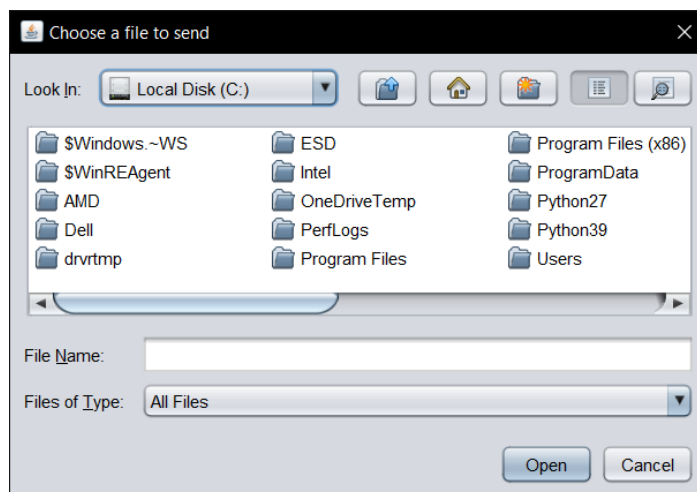 Choose a file to send
Look In: Local Disk (C:)
$Windows.~WS ESD Program Files (x86)
$WinREAgent Intel ProgramData
AMD OneDriveTemp Python27
Dell PerfLogs Python39
drvrtmp Program Files Users
File Name:
Files of Type: All Files
Open Cancel